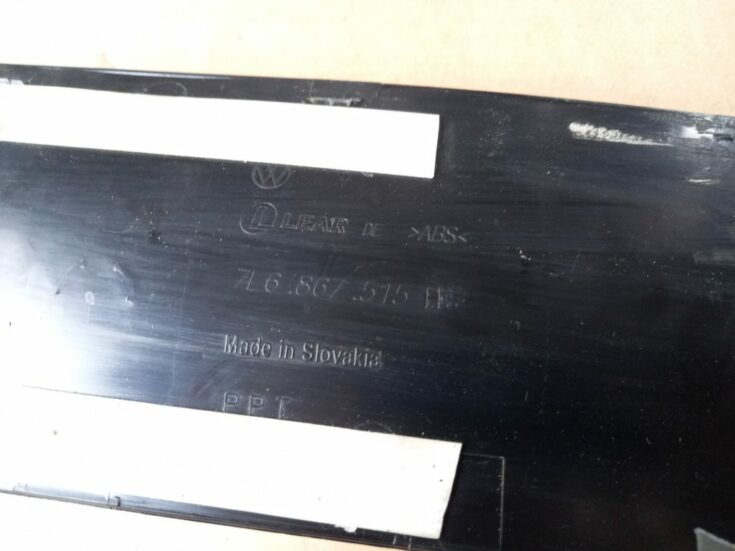 LEAR DE >ABS<
7L6.867.515
Made in Slovakia
PPT